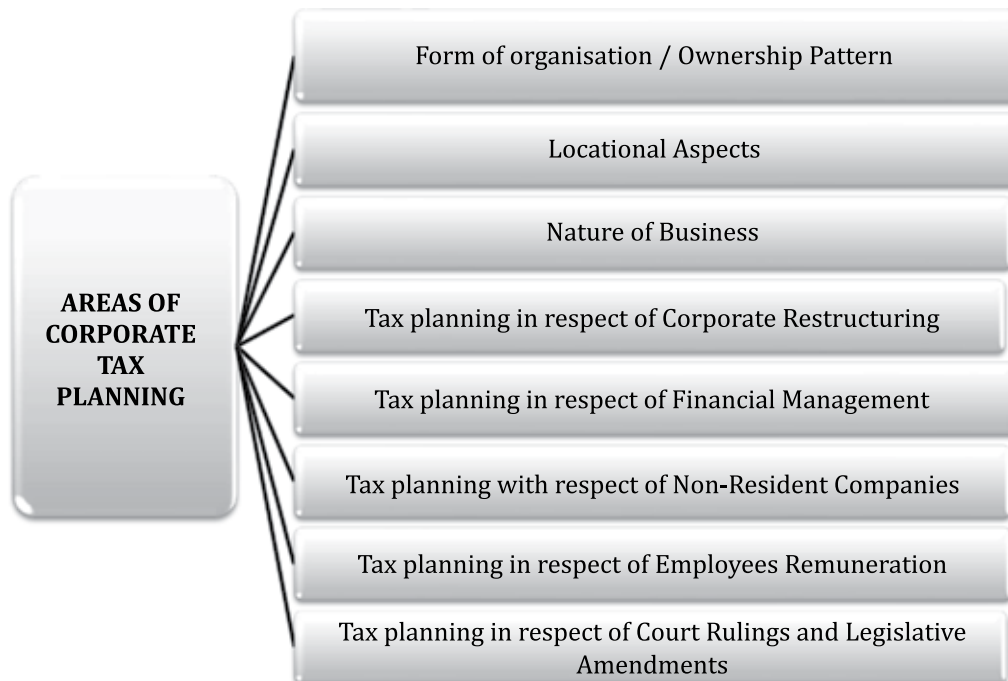 Form of organisation / Ownership Pattern
Locational Aspects
Nature of Business
AREAS OF
CORPORATE
TAX
PLANNING
Tax planning in respect of Corporate Restructuring
Tax planning in respect of Financial Management
Tax planning with respect of Non-Resident Companies
Tax planning in respect of Employees Remuneration
Tax planning in respect of Court Rulings and Legislative
Amendments